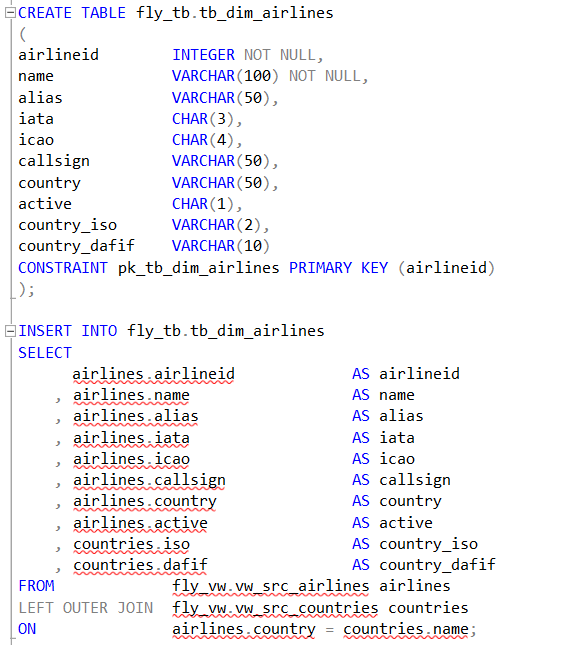 CREATE TABLE fly_tb.tb_dim_airlines
(
airlineid INTEGER NOT NULL,
name VARCHAR(100) NOT NULL,
alias VARCHAR(50),
iata CHAR(3),
icao CHAR(4),
callsign VARCHAR(50),
country VARCHAR(50),
active CHAR(1),
country_iso VARCHAR(2),
country_dafif VARCHAR(10)
CONSTRAINT pk_tb_dim_airlines PRIMARY KEY (airlineid)
);
INSERT INTO fly_tb.tb_dim_airlines
SELECT
airlines.airlineid AS airlineid
, airlines.name AS name
, airlines.alias AS alias
, airlines.iata AS iata
, airlines.icao AS icao
, airlines.callsign AS callsign
, airlines.country AS country
, airlines.active AS active
, countries.iso AS country_iso
, countries.dafif AS country_dafif
FROM fly_vw.vw_src_airlines airlines
LEFT OUTER JOIN fly_vw.vw_src_countries countries
ON airlines.country = countries.name;